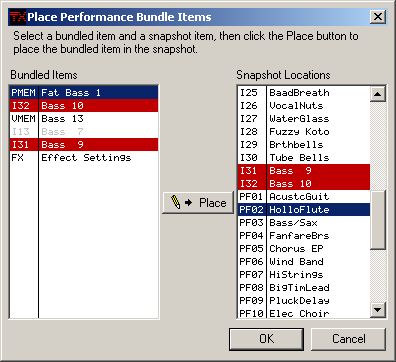 TX Place Performance Bundle Items
Select a bundled item and a snapshot item, then click the Place button to
place the bundled item in the snapshot.
Bundled Items
PMEM Fat Bass 1
I32 Bass 10
VMEM Bass 13
I13 Bass 7
I31 Bass 9
FX Effect Settings
Place
Snapshot Locations
I25 BaadBreath
I26 VocalNuts
I27 WaterGlass
I28 Fuzzy Koto
I29 Brthbells
I30 Tube Bells
I31 Bass 9
I32 Bass 10
PF01 AcustcGuit
PF02 HolloFlute
PF03 Bass/Sax
PF04 FanfareBrs
PF05 Chorus EP
PF06 Wind Band
PF07 HiStrings
PF08 BigTimLead
PF09 PluckDelay
PF10 Elec Choir
OK
Cancel